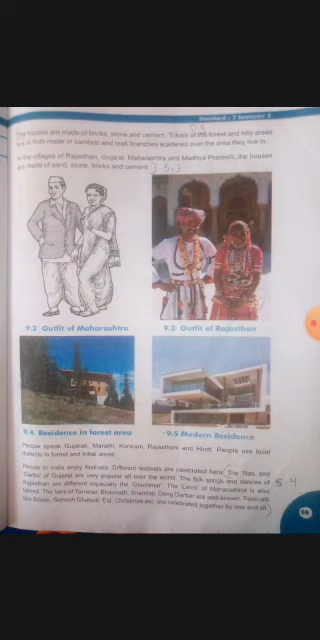 Standard - 7 Semester 2
The houses are made of bricks, stone and cement. Tribals of the forest and hilly areas
live in huts made of bamboo and teak branches scattered over the area they live in.
In the villages of Rajasthan, Gujarat, Maharashtra and Madhya Pradesh, the houses
are made of sand, stone, bricks and cement. 5.3
9.2 Outfit of Maharashtra
9.3 Outfit of Rajasthan
9.4. Residence in forest area
9.5 Modern Residence
People speak Gujarati, Marathi, Konkani, Rajasthani and Hindi. People use local
dialects in forest and tribal areas.
People in India enjoy festivals. Different festivals are celebrated here. (The 'Ras, and
'Garba' of Gujarat are very popular all over the world. The folk songs and dances of
Rajasthan are different especially the 'Ghummar'. The 'Lavni' of Maharashtra is also 5.4
famed. The fairs of Tarnetar, Bhavnath, Shamlaji, Dang Darbar are well-known. Festivals
like Diwali, Ganesh Chaturti, 'Eid, Christmas etc. are celebrated together by one and all.)
69